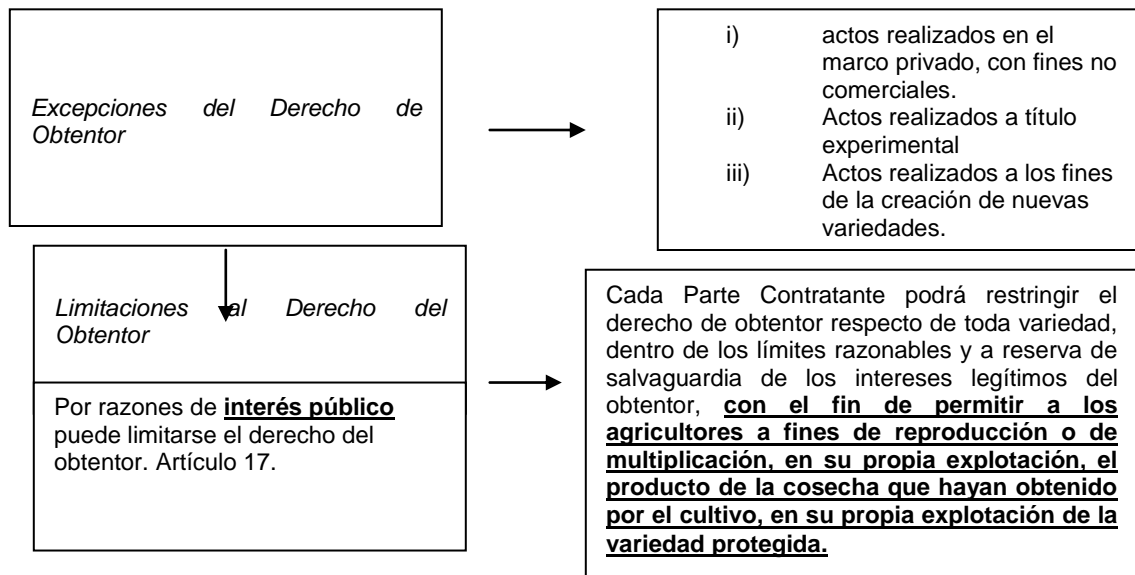 Excepciones del Derecho de
Obtentor
i) actos realizados en el
marco privado, con fines no
comerciales.
ii) Actos realizados a título
experimental
iii) Actos realizados a los fines
de la creación de nuevas
variedades.
Limitaciones al Derecho del
Obtentor
Por razones de interés público
puede limitarse el derecho del
obtentor. Artículo 17.
Cada Parte Contratante podrá restringir el
derecho de obtentor respecto de toda variedad,
dentro de los límites razonables y a reserva de
salvaguardia de los intereses legítimos del
obtentor, con el fin de permitir a los
agricultores a fines de reproducción o de
multiplicación, en su propia explotación, el
producto de la cosecha que hayan obtenido
por el cultivo, en su propia explotación de la
variedad protegida.